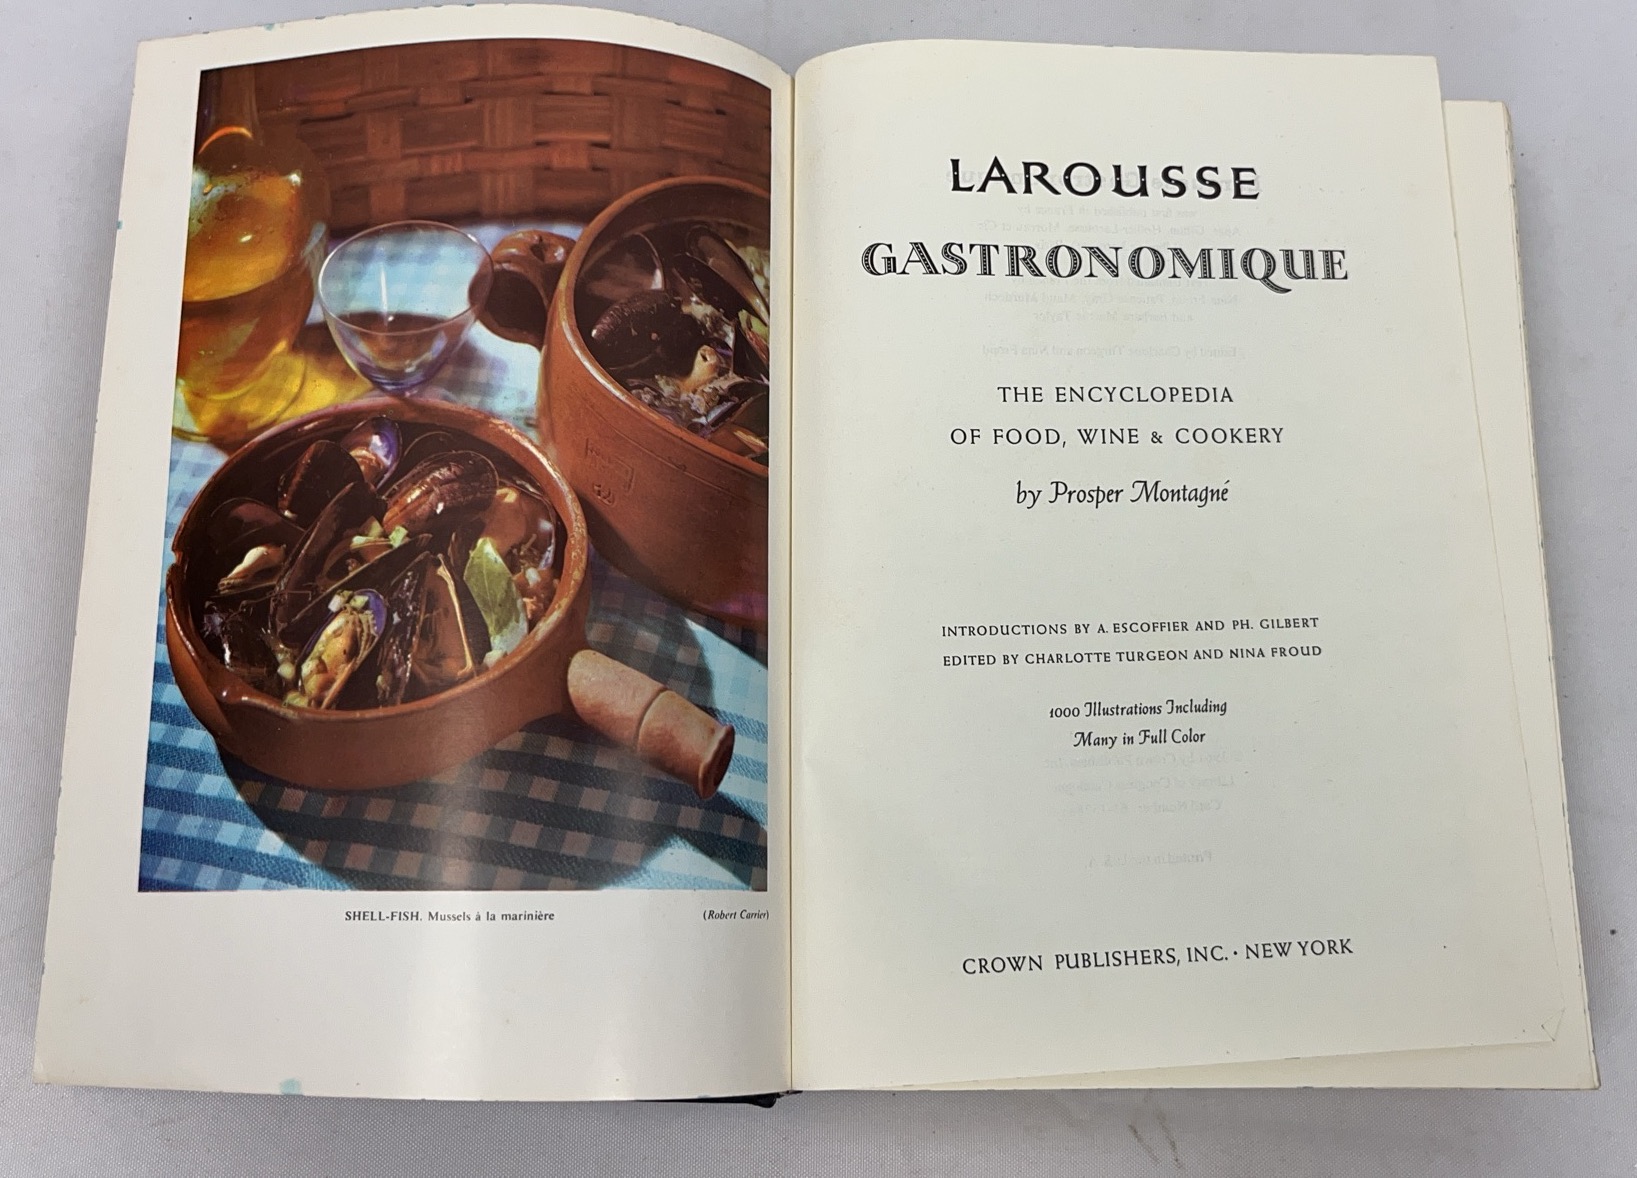 SHELL-FISH. Mussels à la marinière
(Robert Carrier)
LAROUSSE
GASTRONOMIQUE
THE ENCYCLOPEDIA
OF FOOD, WINE & COOKERY
by Prosper Montagné
INTRODUCTIONS BY A. ESCOFFIER AND PH. GILBERT
EDITED BY CHARLOTTE TURGEON AND NINA FROUD
1000 Illustrations Including
Many in Full Color
CROWN PUBLISHERS, INC. · NEW YORK